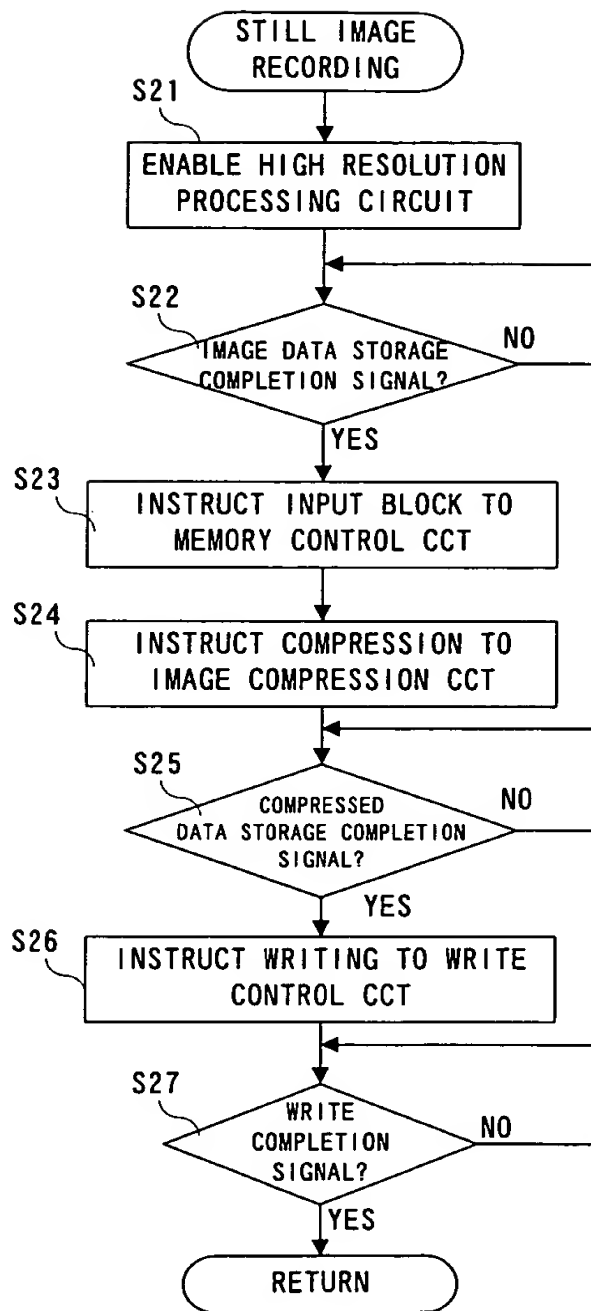 STILL IMAGE
RECORDING
S21
ENABLE HIGH RESOLUTION
PROCESSING CIRCUIT
S22
IMAGE DATA STORAGE
COMPLETION SIGNAL?
NO
YES
S23
INSTRUCT INPUT BLOCK TO
MEMORY CONTROL CCT
S24
INSTRUCT COMPRESSION TO
IMAGE COMPRESSION CCT
S25
COMPRESSED
DATA STORAGE COMPLETION
SIGNAL?
NO
YES
S26
INSTRUCT WRITING TO WRITE
CONTROL CCT
S27
WRITE
COMPLETION
SIGNAL?
NO
YES
RETURN